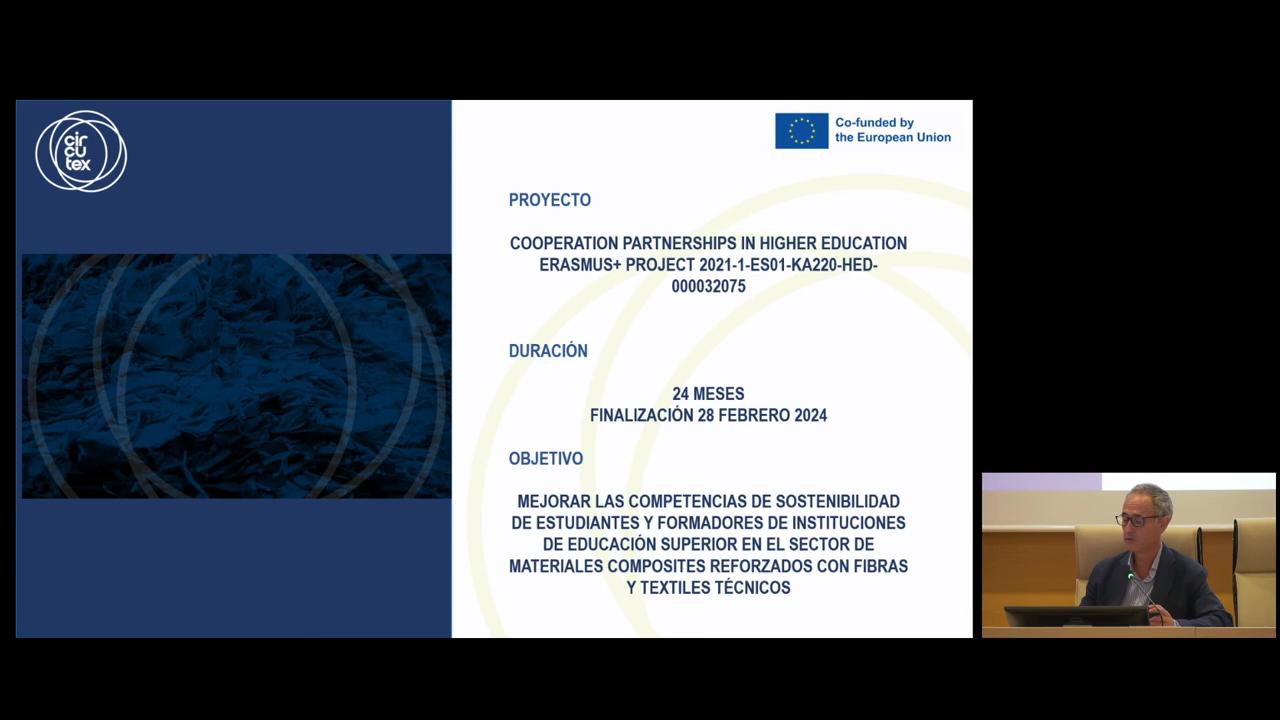 cir
cu
tex
Co-funded by
the European Union
PROYECTO
COOPERATION PARTNERSHIPS IN HIGHER EDUCATION
ERASMUS+ PROJECT 2021-1-ES01-KA220-HED-
000032075
DURACIÓN
24 MESES
FINALIZACIÓN 28 FEBRERO 2024
OBJETIVO
MEJORAR LAS COMPETENCIAS DE SOSTENIBILIDAD
DE ESTUDIANTES Y FORMADORES DE INSTITUCIONES
DE EDUCACIÓN SUPERIOR EN EL SECTOR DE
MATERIALES COMPOSITES REFORZADOS CON FIBRAS
Y TEXTILES TÉCNICOS